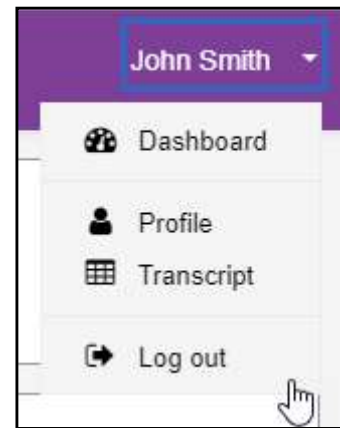 John Smith
Dashboard
Profile
Transcript
Log out